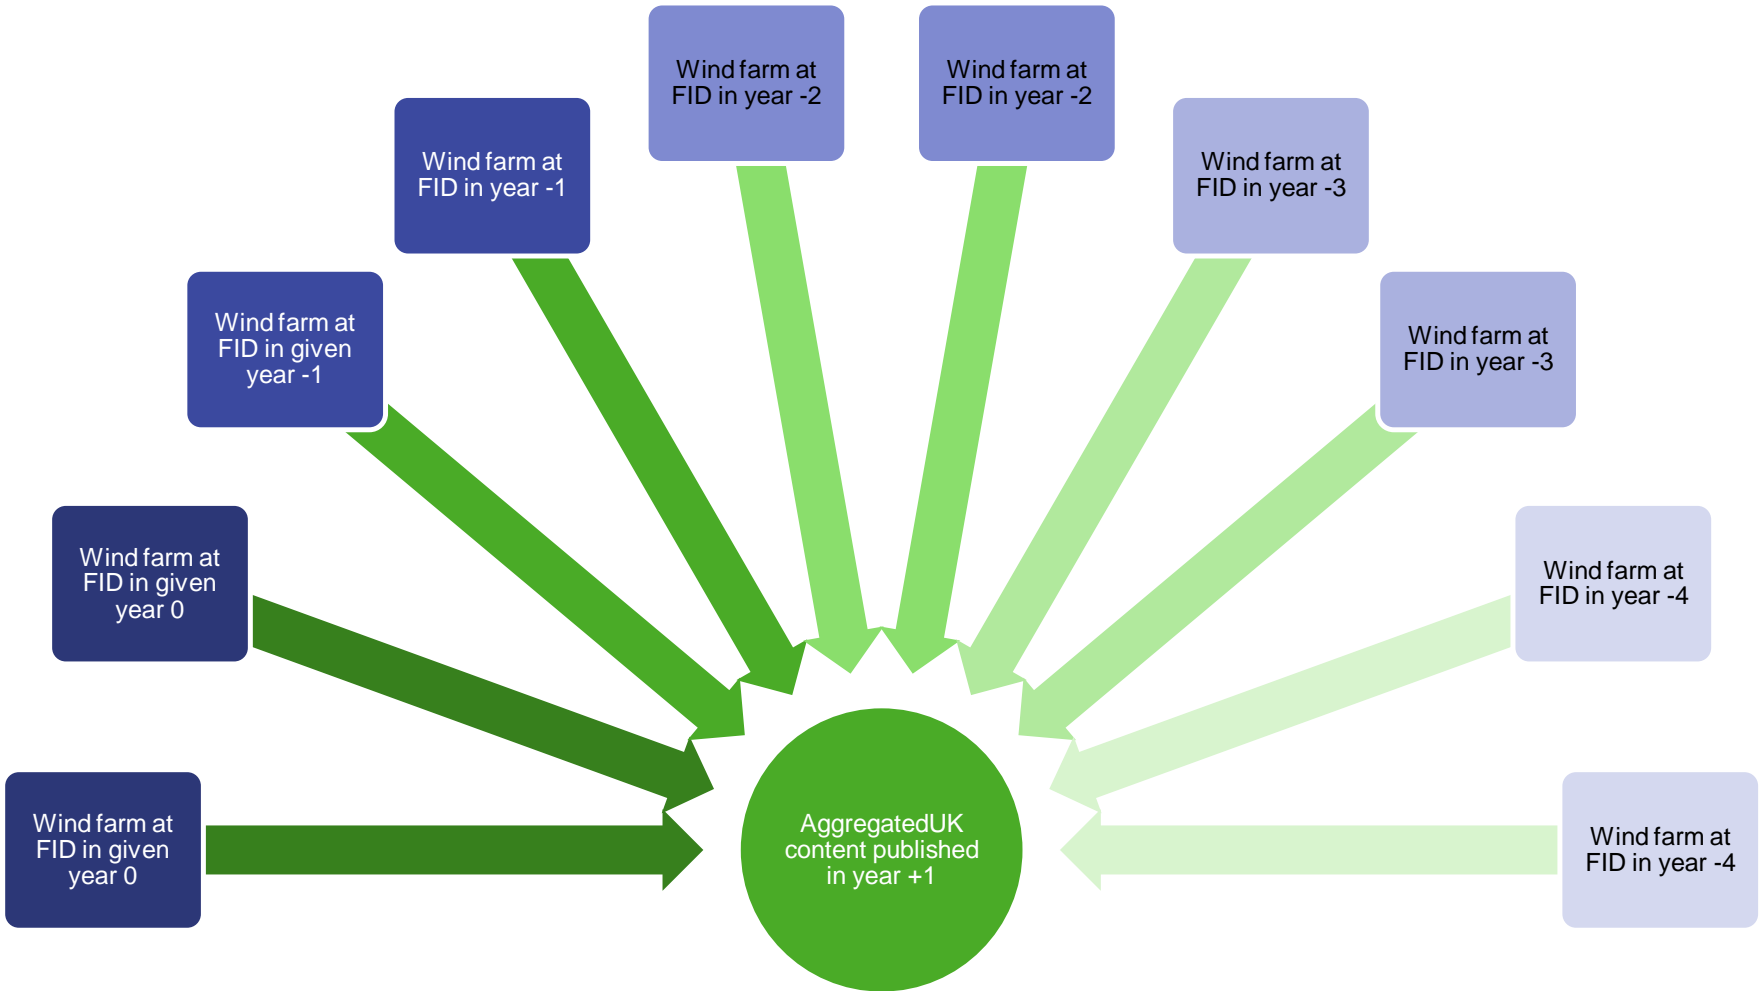 Wind farm at
FID in year -2
Wind farm at
FID in year -2
Wind farm at
FID in year -1
Wind farm at
FID in year -3
Wind farm at
FID in given
year -1
Wind farm at
FID in year -3
Wind farm at
FID in given
year 0
Wind farm at
FID in year -4
Wind farm at
FID in given
year 0
AggregatedUK
content published
in year +1
Wind farm at
FID in year -4